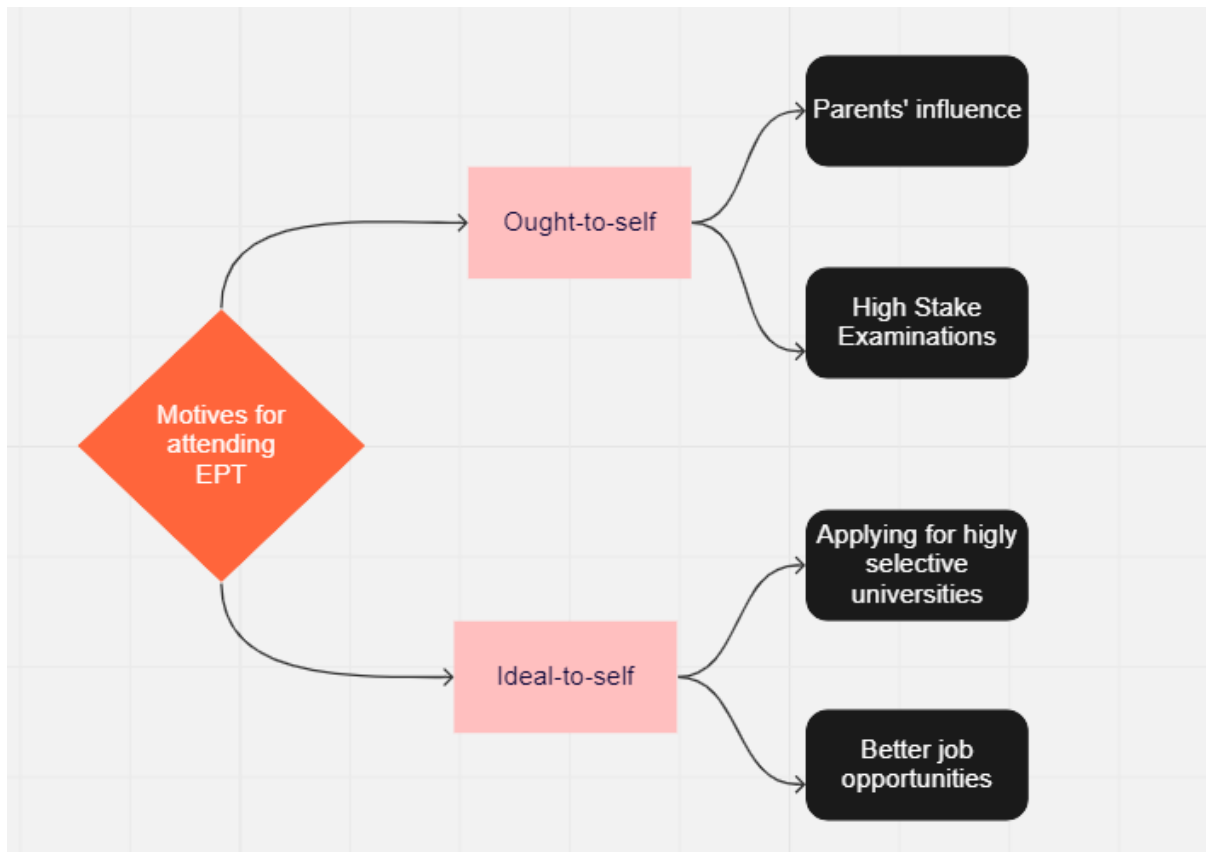 Parents' influence
Ought-to-self
High Stake
Examinations
Motives for
attending
EPT
Applying for higly
selective
universities
Ideal-to-self
Better job
opportunities